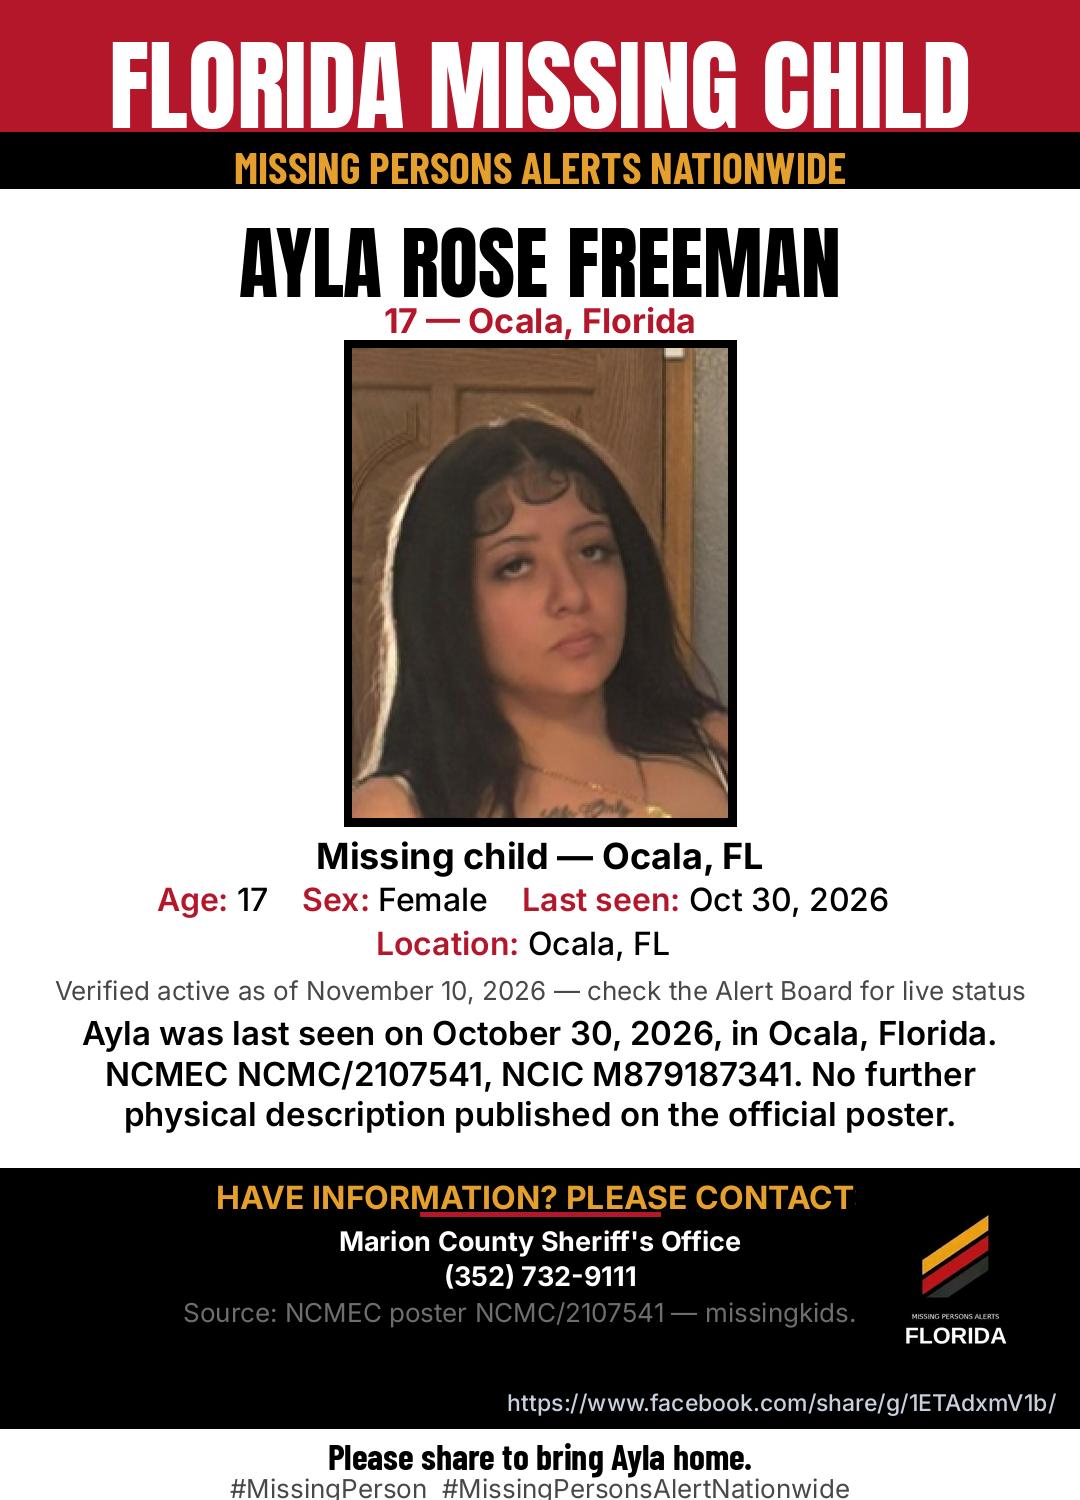 FLORIDA MISSING CHILD
MISSING PERSONS ALERTS NATIONWIDE
AYLA ROSE FREEMAN
17 — Ocala, Florida
Missing child — Ocala, FL
Age: 17 Sex: Female Last seen: Oct 30, 2026
Location: Ocala, FL
Verified active as of November 10, 2026 — check the Alert Board for live status
Ayla was last seen on October 30, 2026, in Ocala, Florida.
NCMEC NCMC/2107541, NCIC M879187341. No further
physical description published on the official poster.
HAVE INFORMATION? PLEASE CONTACT
Marion County Sheriff's Office
(352) 732-9111
Source: NCMEC poster NCMC/2107541 — missingkids.
MISSING PERSONS ALERTS
FLORIDA
https://www.facebook.com/share/g/1ETAdxmV1b/
Please share to bring Ayla home.
#MissingPerson #MissingPersonsAlertNationwide